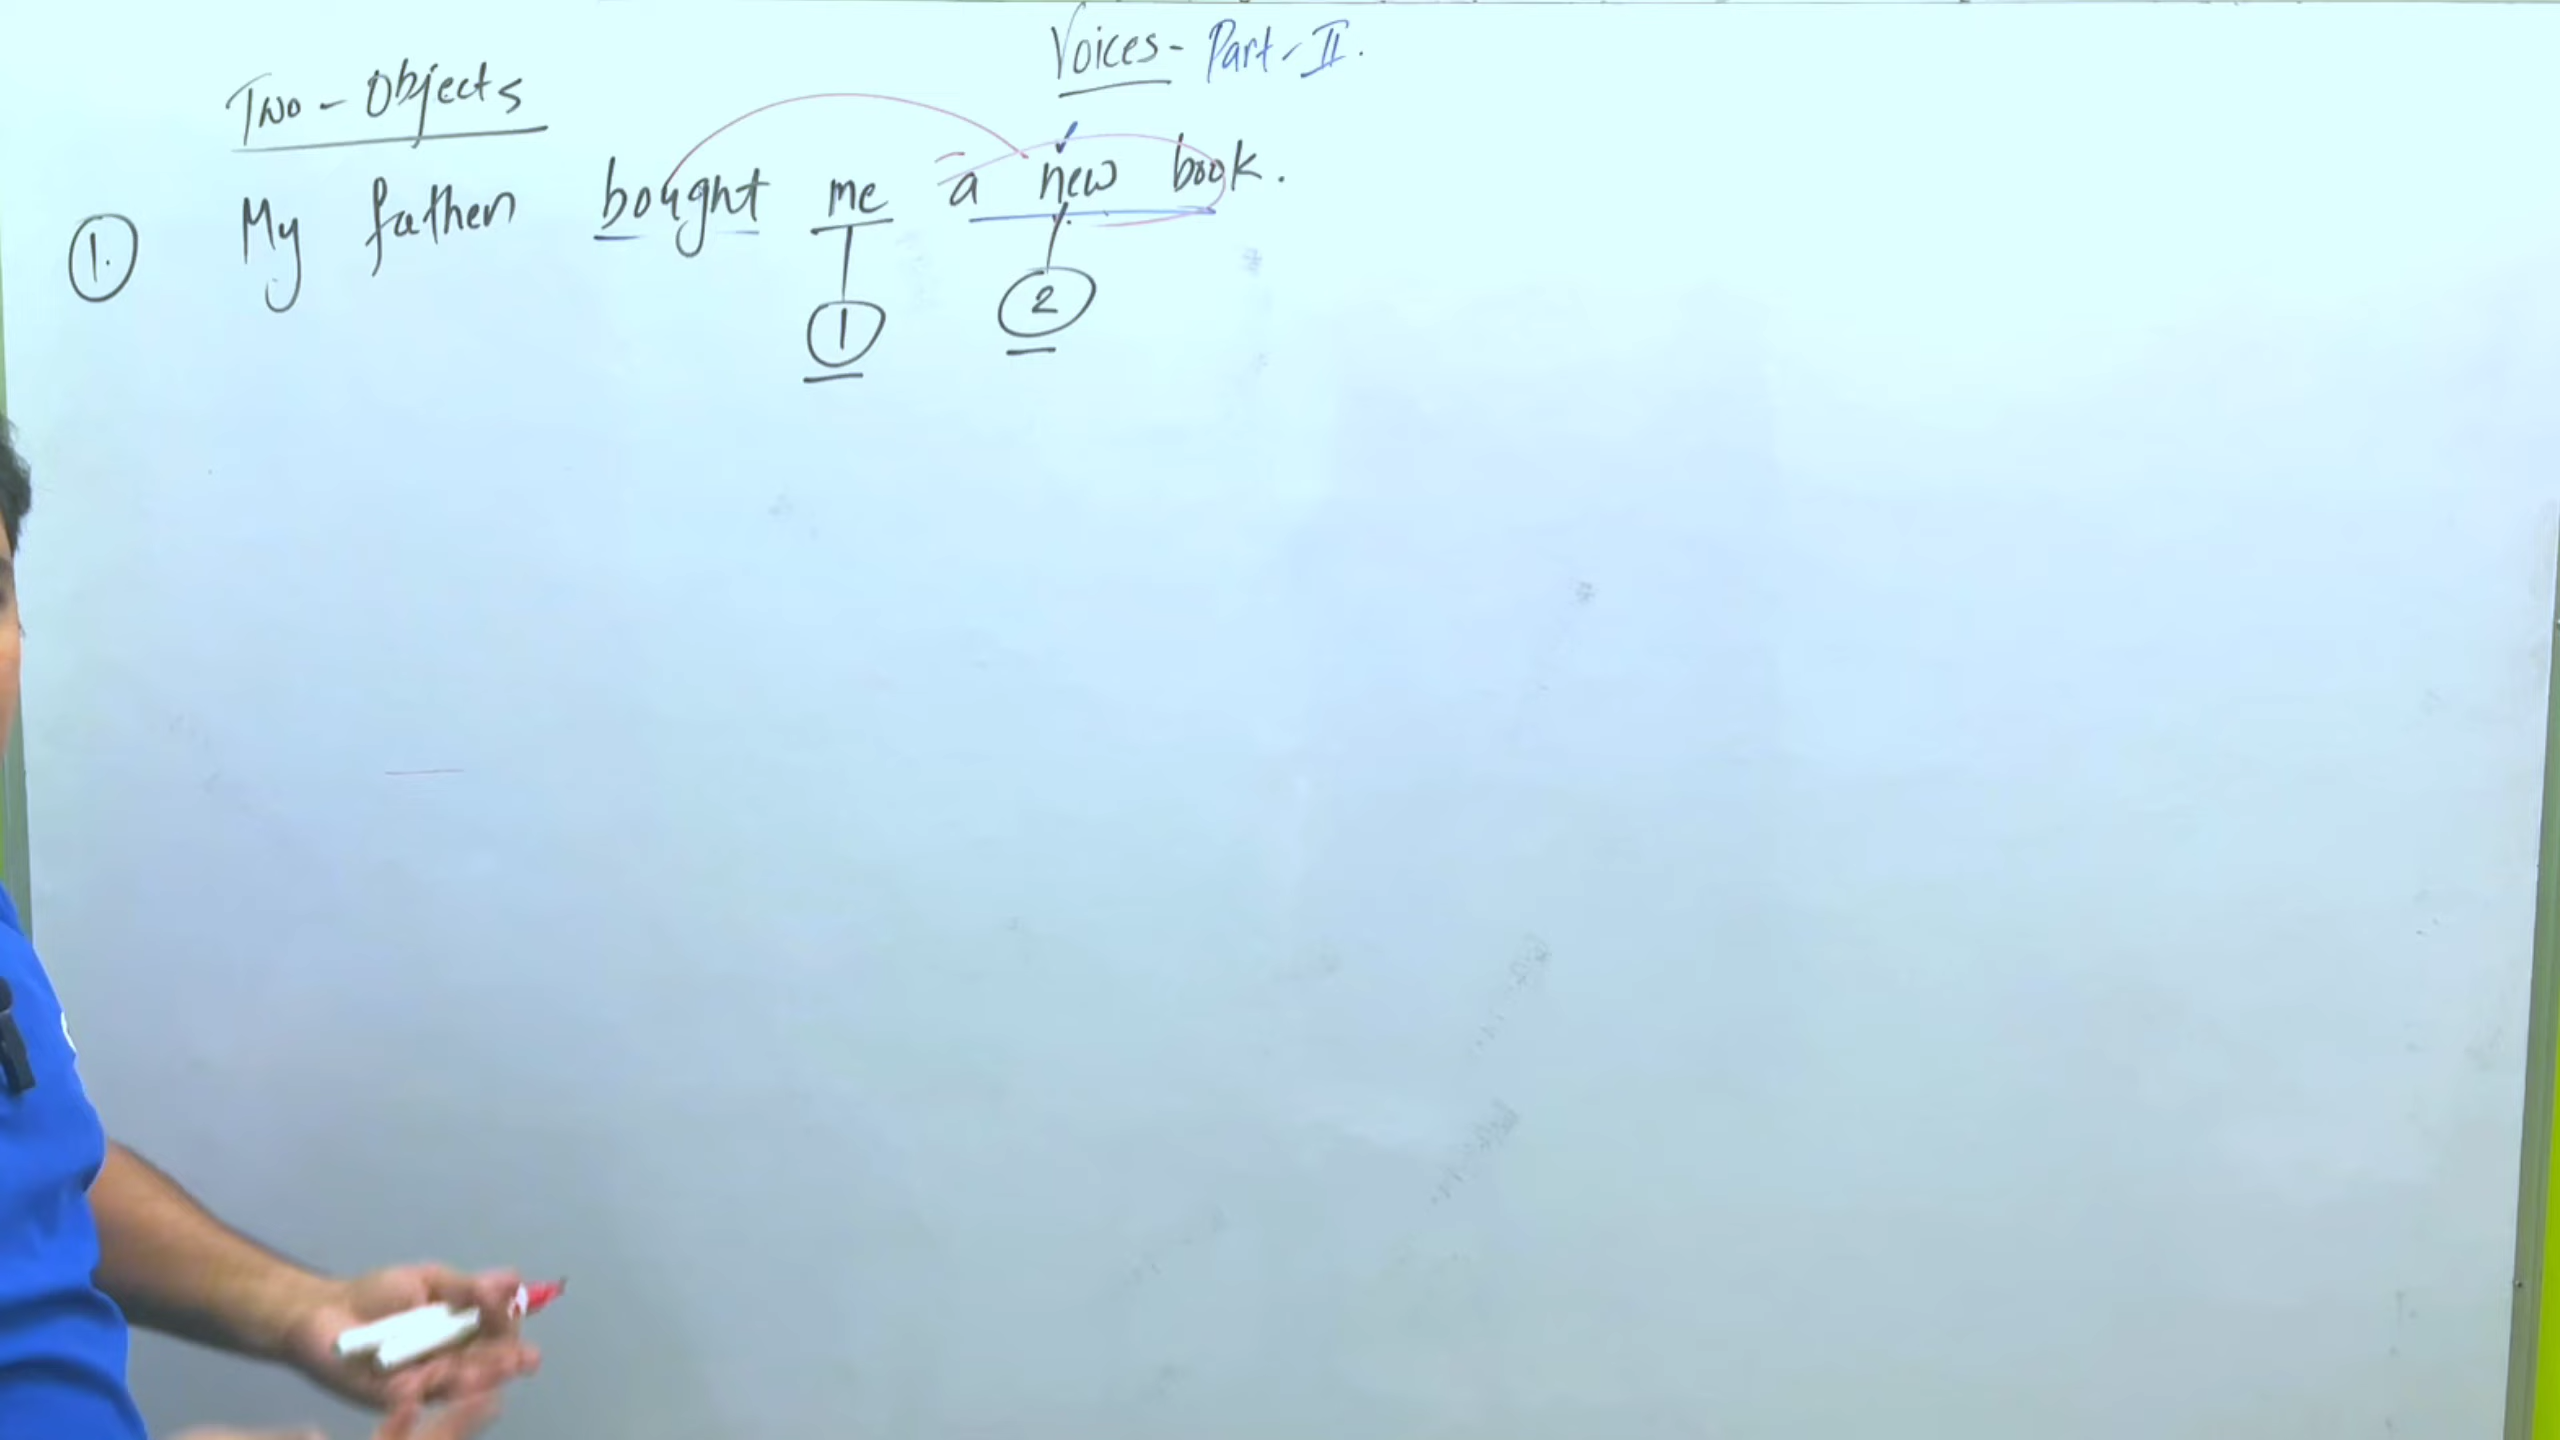 Voices - Part - II.
Two - Objects
1. My father bought me a new book.
1 2